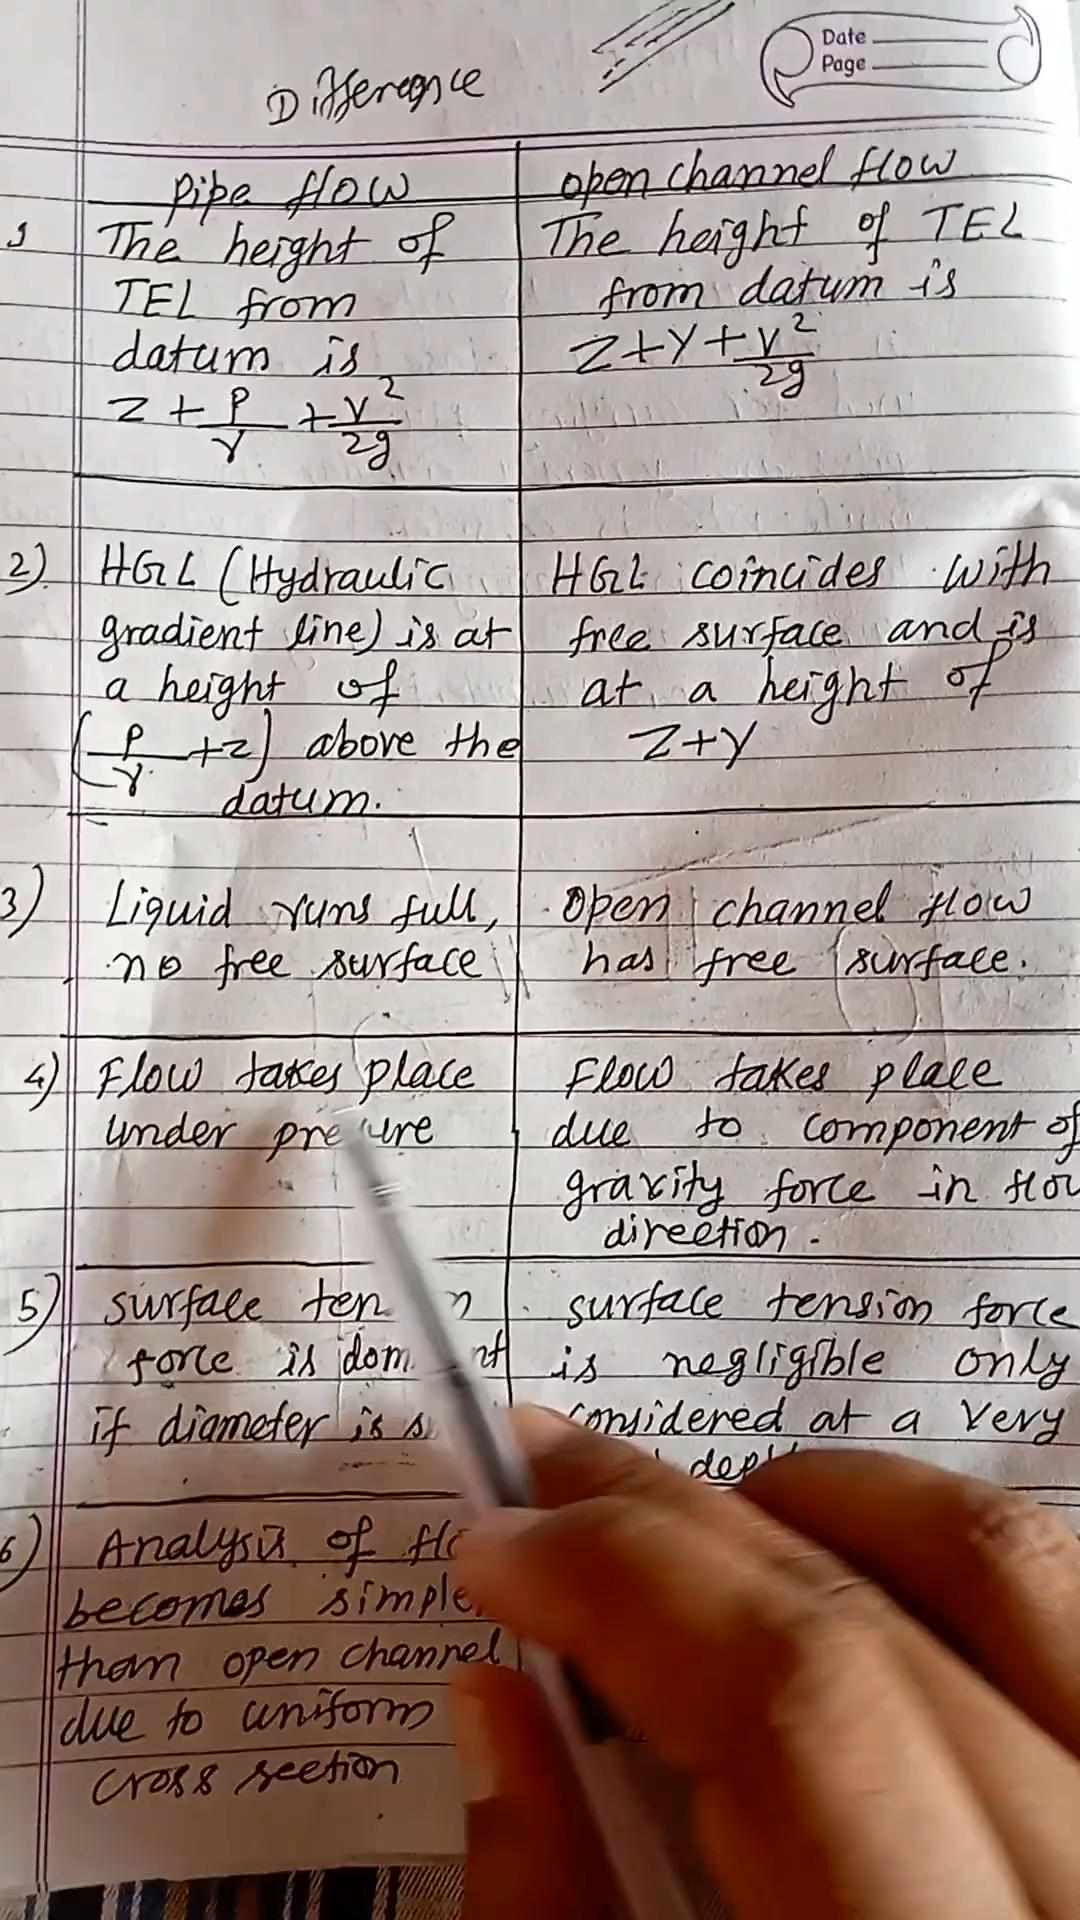 Date
Page
Difference
pipe flow
open channel flow
1
The height of
TEL from
datum is
z + P/γ + v²/2g
The height of TEL
from datum is
Z+Y+v²/2g
2)
HGL (Hydraulic
gradient line) is at
a height of
(P/γ +z) above the
datum.
HGL coincides with
free surface and is
at a height of
Z+Y
3)
Liquid runs full,
no free surface
Open channel flow
has free surface.
4)
Flow takes place
under
Flow takes place
due to component of
gravity force in
direction.
5)
surface
force is
if diameter is
surface tension force
is negligible only
considered at a very
6)
Analysis of
becomes
than open channel
due to uniform
cross section